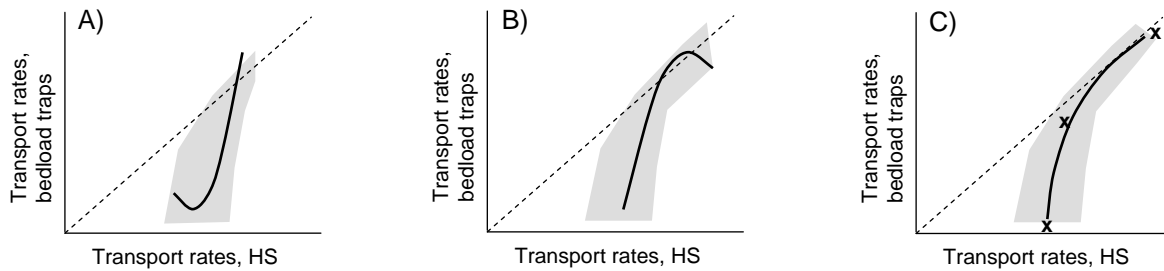 A)
Transport rates,
bedload traps
Transport rates, HS
B)
Transport rates,
bedload traps
Transport rates, HS
C)
Transport rates,
bedload traps
x
x
x
Transport rates, HS